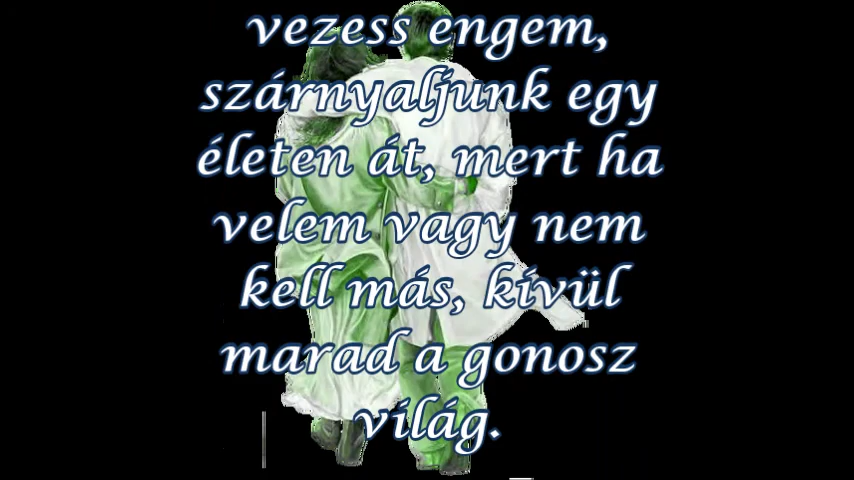 vezess engem,
szárnyaljunk egy
életen át, mert ha
velem vagy nem
kell más, kívül
marad a gonosz
világ.